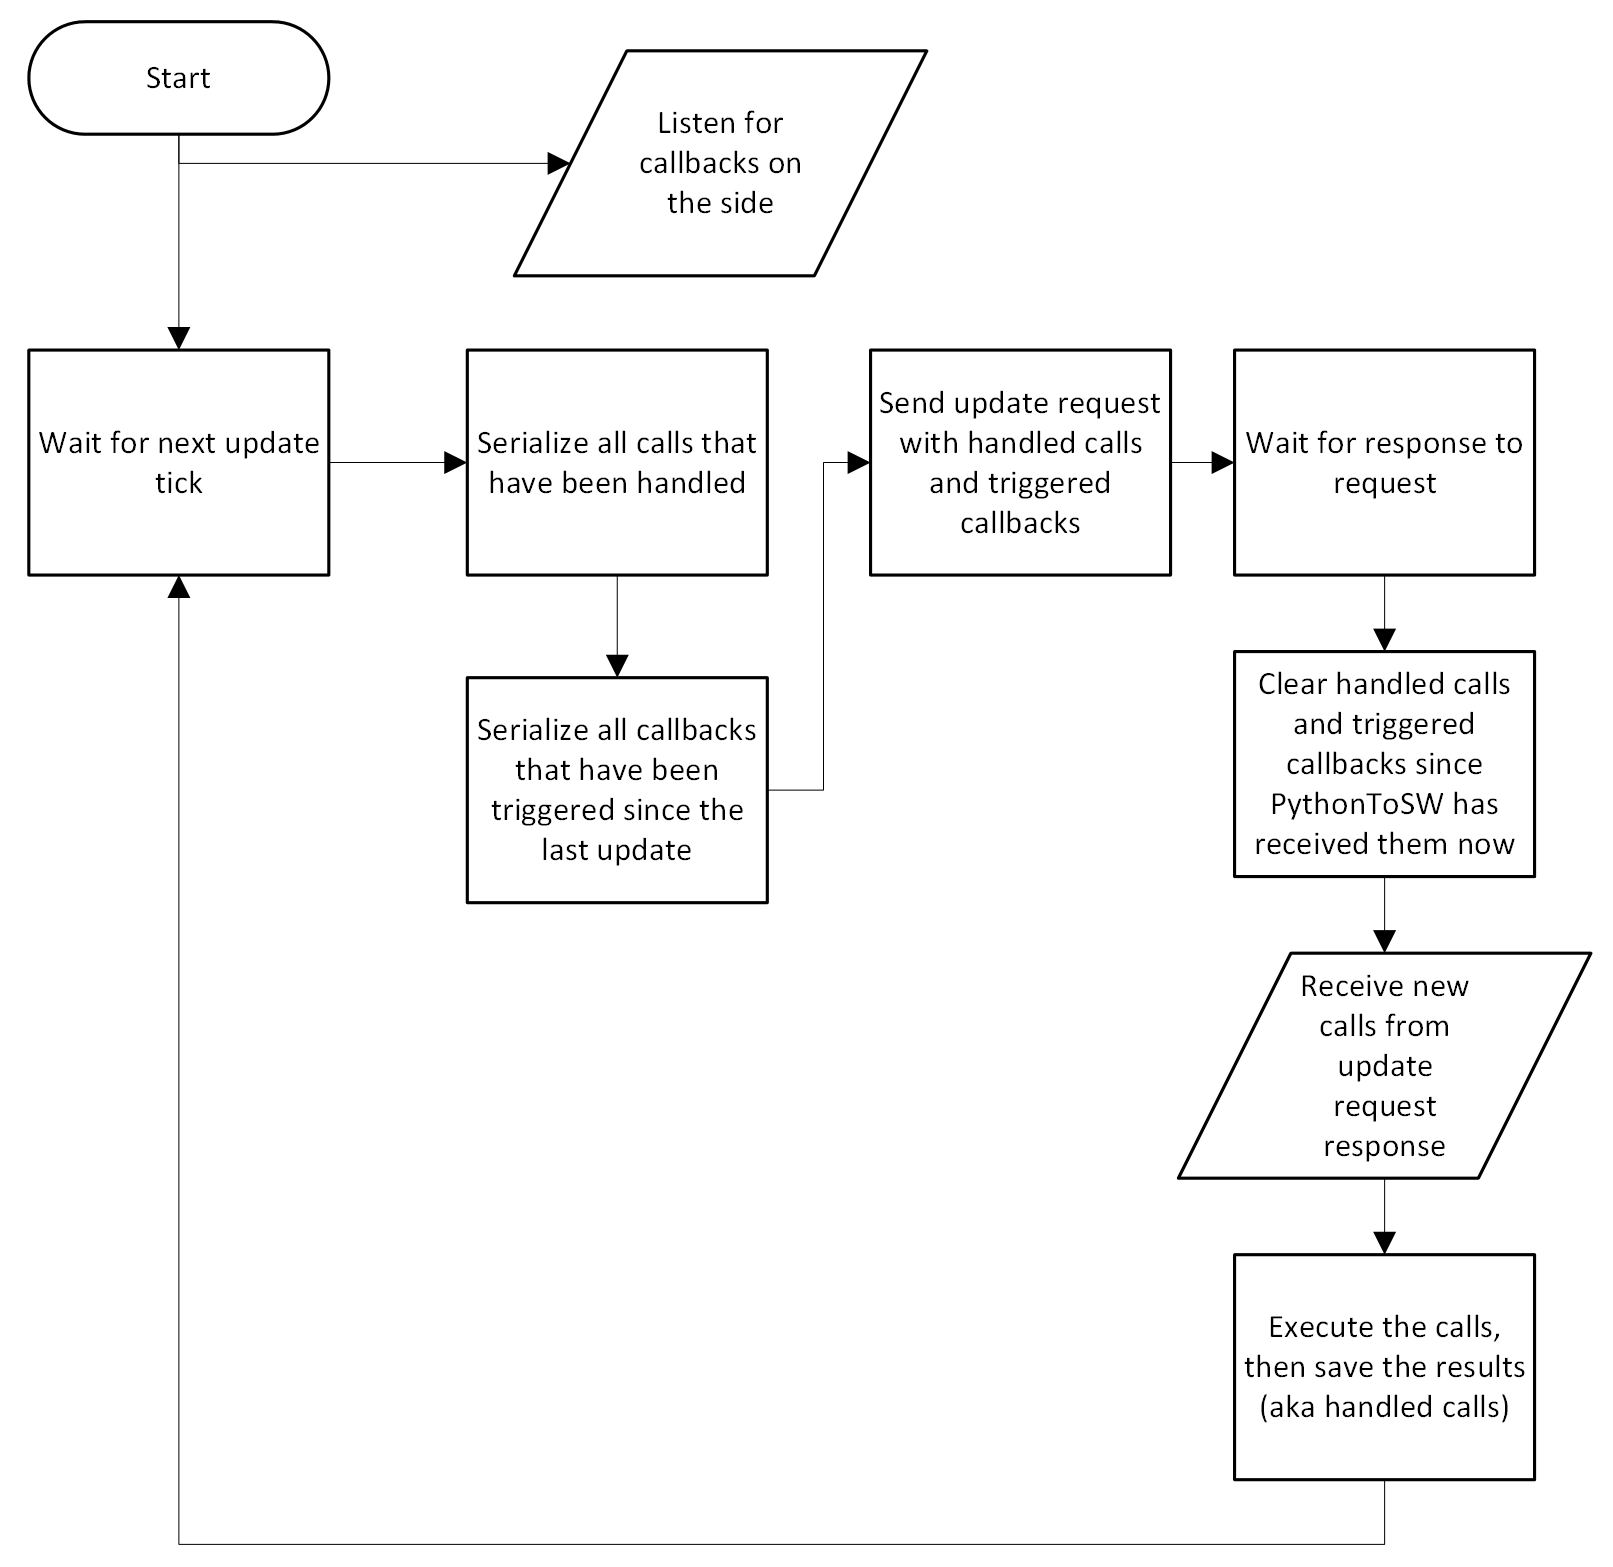 Start
Listen for
callbacks on
the side
Wait for next update
tick
Serialize all calls that
have been handled
Serialize all callbacks
that have been
triggered since the
last update
Send update request
with handled calls
and triggered
callbacks
Wait for response to
request
Clear handled calls
and triggered
callbacks since
PythonToSW has
received them now
Receive new
calls from
update
request
response
Execute the calls,
then save the results
(aka handled calls)